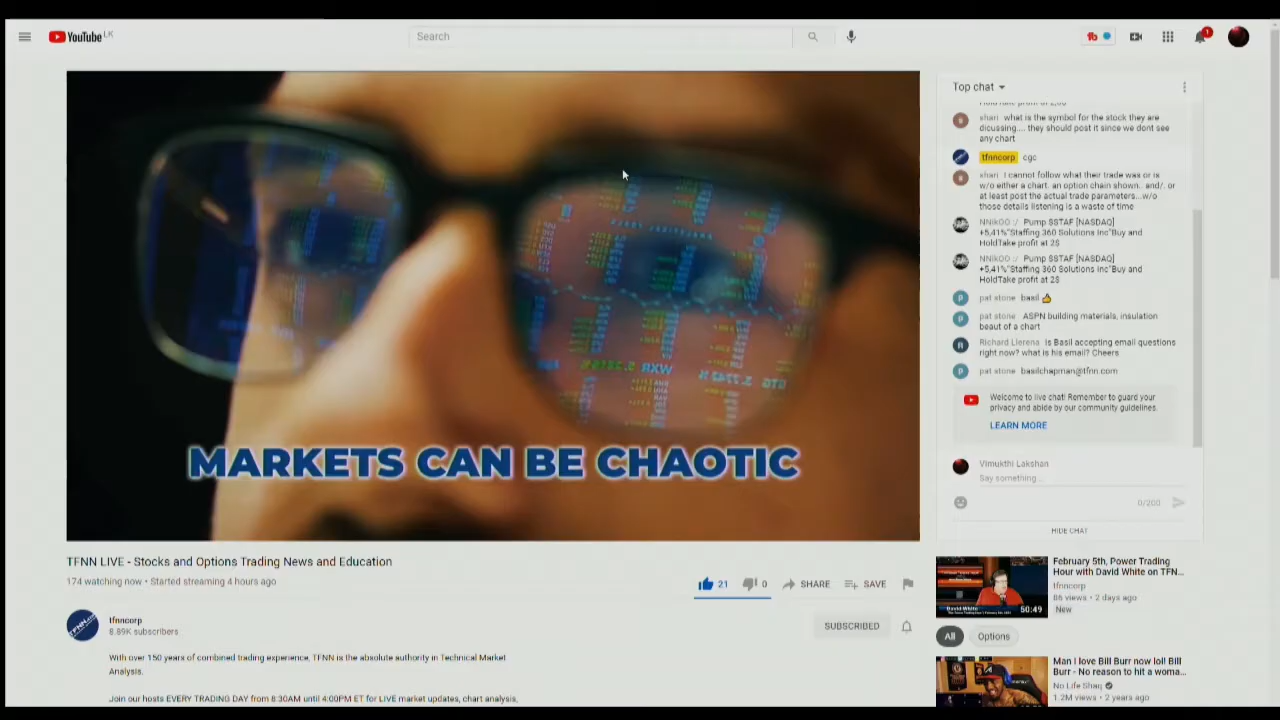 YouTube LK
Search
fb
1
Top chat
shari what is the symbol for the stock they are
dicussing.... they should post it since we dont see
any chart
tfnncorp cgc
shari I cannot follow what their trade was or is
w/o either a chart. an option chain shown.. and/. or
at least post the actual trade parameters...w/o
those details listening is a waste of time
NNikOO :/ Pump $STAF [NASDAQ]
+5,41%"Staffing 360 Solutions Inc"Buy and
HoldTake profit at 2$
NNikOO :/ Pump $STAF [NASDAQ]
+5,41%"Staffing 360 Solutions Inc"Buy and
HoldTake profit at 2$
pat stone basil 👍
pat stone ASPN building materials, insulation
beaut of a chart
Richard Llerena is Basil accepting email questions
right now? what is his email? Cheers
pat stone basilchapman@tfnn.com
Welcome to live chat! Remember to guard your
privacy and abide by our community guidelines.
LEARN MORE
Vimukthi Lakshan
Say something...
0/200
HIDE CHAT
MARKETS CAN BE CHAOTIC
TFNN LIVE - Stocks and Options Trading News and Education
174 watching now • Started streaming 4 hours ago
21 0 SHARE SAVE
tfnncorp
8.89K subscribers
SUBSCRIBED
With over 150 years of combined trading experience, TFNN is the absolute authority in Technical Market
Analysis.
Join our hosts EVERY TRADING DAY from 8:30AM until 4:00PM ET for LIVE market updates, chart analysis,
February 5th, Power Trading
Hour with David White on TFN...
tfnncorp
86 views • 2 days ago
New
David White
50:49
All Options
Man I love Bill Burr now lol! Bill
Burr - No reason to hit a woma...
No Life Shaq
1.2M views • 2 years ago